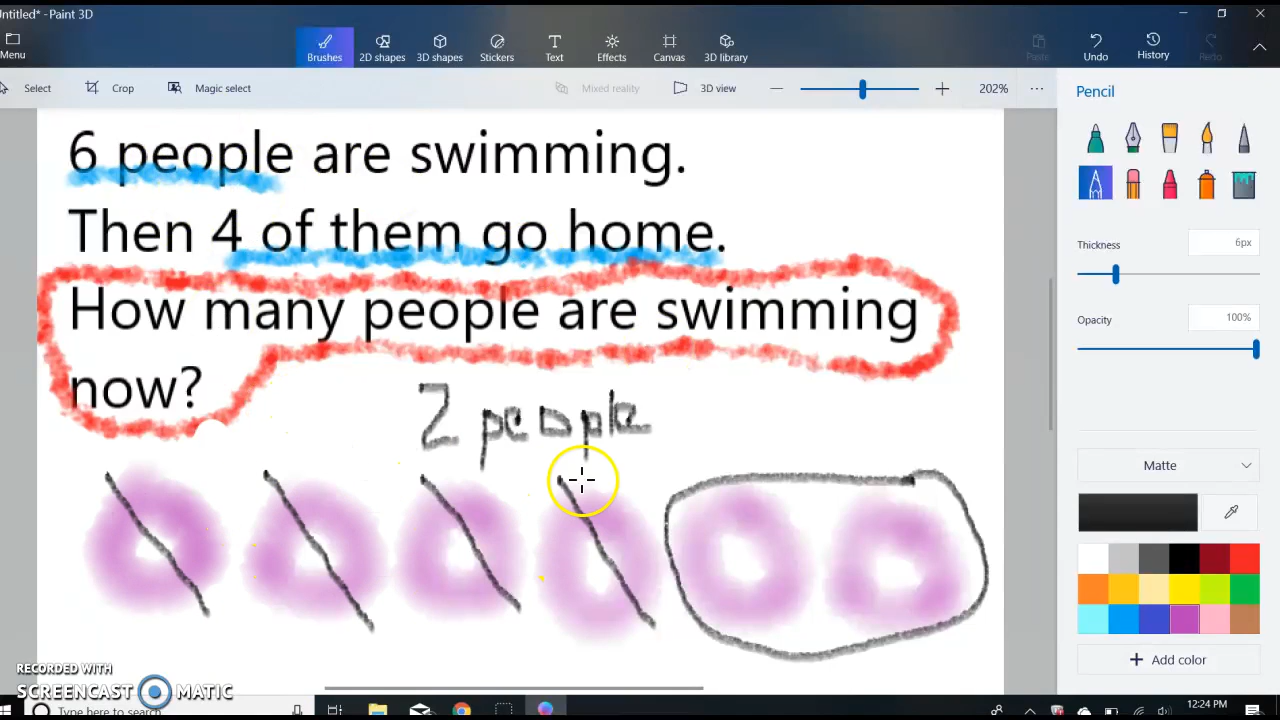 Untitled* - Paint 3D
Menu
Brushes
2D shapes
3D shapes
Stickers
Text
Effects
Canvas
3D library
Paste
Undo
History
Redo
Select
Crop
Magic select
Mixed reality
3D view
202%
Pencil
Thickness
6px
Opacity
100%
Matte
Add color
6 people are swimming.
Then 4 of them go home.
How many people are swimming
now?
2 people
RECORDED WITH
SCREENCAST MATIC
Type here to search
12:24 PM